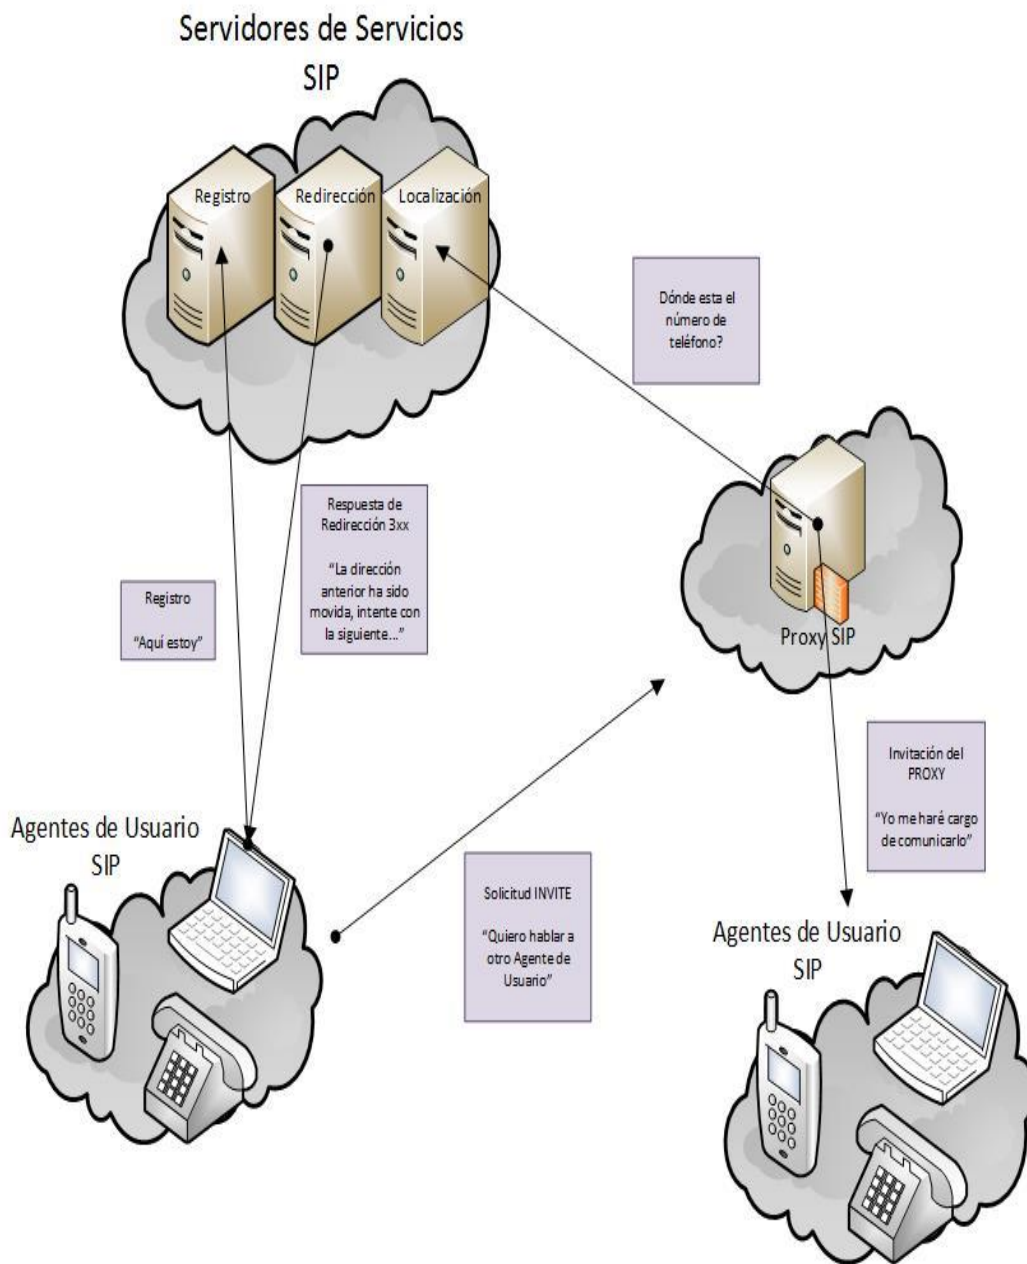 Servidores de Servicios
SIP
Registro
Redirección
Localización
Dónde esta el
número de
teléfono?
Respuesta de
Redirección 3xx
"La dirección
anterior ha sido
movida, intente con
la siguiente..."
Registro
"Aquí estoy"
Proxy SIP
Invitación del
PROXY
"Yo me haré cargo
de comunicarlo"
Agentes de Usuario
SIP
Solicitud INVITE
"Quiero hablar a
otro Agente de
Usuario"
Agentes de Usuario
SIP